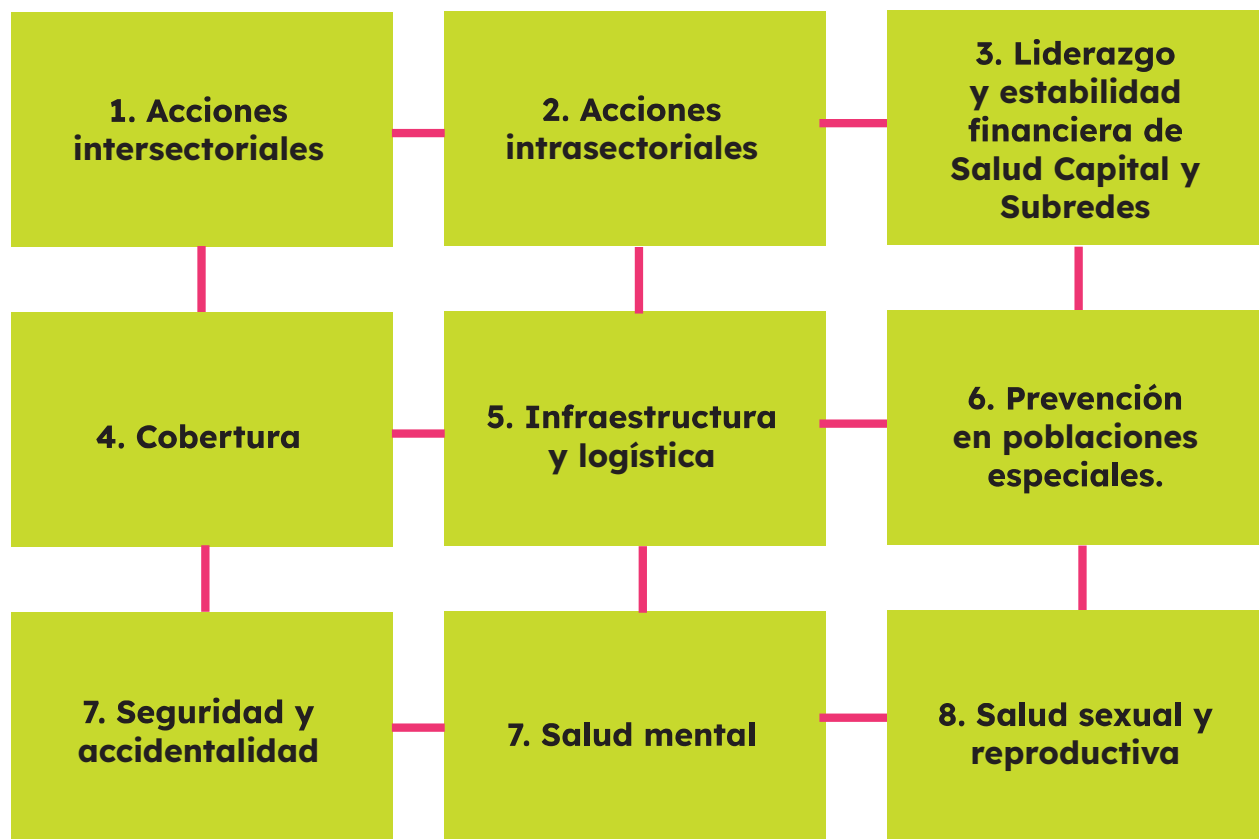 1. Acciones
intersectoriales
2. Acciones
intrasectoriales
3. Liderazgo
y estabilidad
financiera de
Salud Capital y
Subredes
4. Cobertura
5. Infraestructura
y logística
6. Prevención
en poblaciones
especiales.
7. Seguridad y
accidentalidad
7. Salud mental
8. Salud sexual y
reproductiva